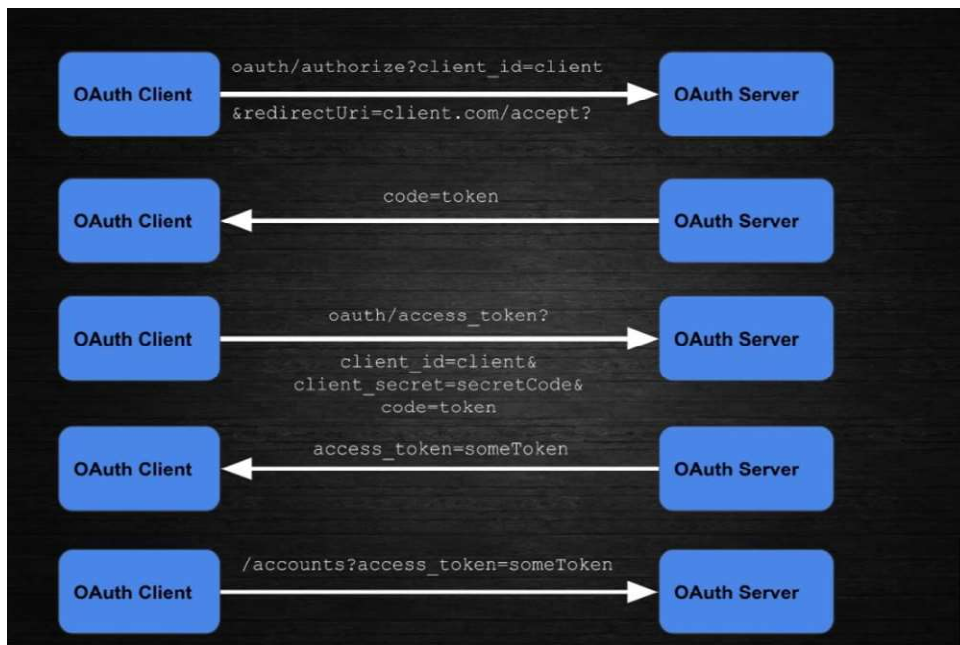 oauth/authorize?client_id=client
OAuth Client
OAuth Server
&redirectUri=client.com/accept?
code=token
OAuth Client
OAuth Server
oauth/access_token?
OAuth Client
OAuth Server
client_id=client&
client_secret=secretCode&
code=token
access_token=someToken
OAuth Client
OAuth Server
/accounts?access_token=someToken
OAuth Client
OAuth Server